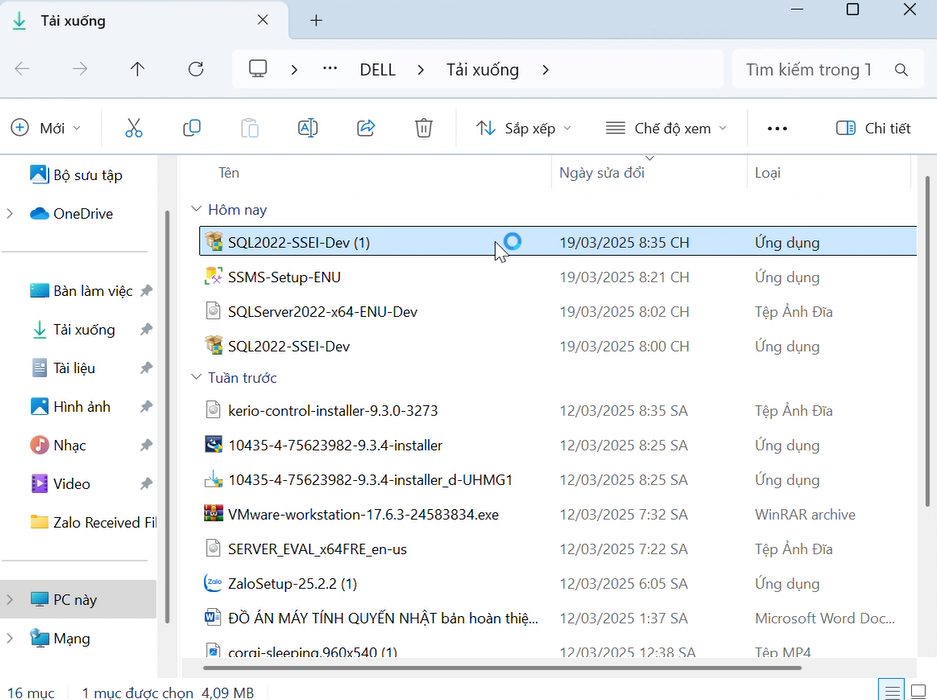 Tải xuống
DELL
Tải xuống
Tìm kiếm trong T
Mới
Sắp xếp
Chế độ xem
Chi tiết
Bộ sưu tập
OneDrive
Bàn làm việc
Tải xuống
Tài liệu
Hình ảnh
Nhạc
Video
Zalo Received Fil
PC này
Mạng
Tên Ngày sửa đổi Loại
Hôm nay
SQL2022-SSEI-Dev (1) 19/03/2025 8:35 CH Ứng dụng
SSMS-Setup-ENU 19/03/2025 8:21 CH Ứng dụng
SQLServer2022-x64-ENU-Dev 19/03/2025 8:02 CH Tệp Ảnh Đĩa
SQL2022-SSEI-Dev 19/03/2025 8:00 CH Ứng dụng
Tuần trước
kerio-control-installer-9.3.0-3273 12/03/2025 8:35 SA Tệp Ảnh Đĩa
10435-4-75623982-9.3.4-installer 12/03/2025 8:25 SA Ứng dụng
10435-4-75623982-9.3.4-installer_d-UHMG1 12/03/2025 8:25 SA Ứng dụng
VMware-workstation-17.6.3-24583834.exe 12/03/2025 7:32 SA WinRAR archive
SERVER_EVAL_x64FRE_en-us 12/03/2025 7:22 SA Tệp Ảnh Đĩa
Zalo ZaloSetup-25.2.2 (1) 12/03/2025 6:05 SA Ứng dụng
ĐỒ ÁN MÁY TÍNH QUYẾN NHẬT bản hoàn thiệ... 12/03/2025 1:37 SA Microsoft Word Doc...
corgi-sleeping.960x540 (1) 12/03/2025 12:38 SA Tệp MP4
16 mục 1 mục được chọn 4,09 MB